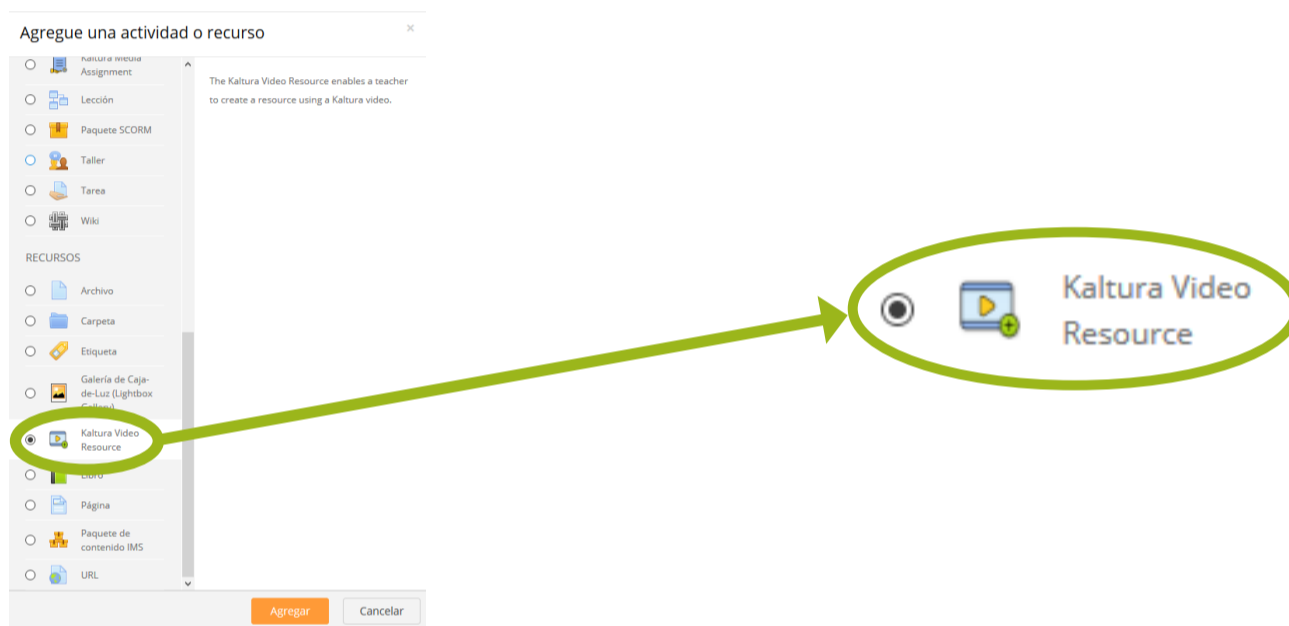 Agregue una actividad o recurso
×
Kaltura Media
Assignment
Lección
Paquete SCORM
Taller
Tarea
Wiki
RECURSOS
Archivo
Carpeta
Etiqueta
Galería de Caja-
de-Luz (Lightbox
Gallery)
Kaltura Video
Resource
Libro
Página
Paquete de
contenido IMS
URL
The Kaltura Video Resource enables a teacher
to create a resource using a Kaltura video.
Agregar
Cancelar
Kaltura Video
Resource